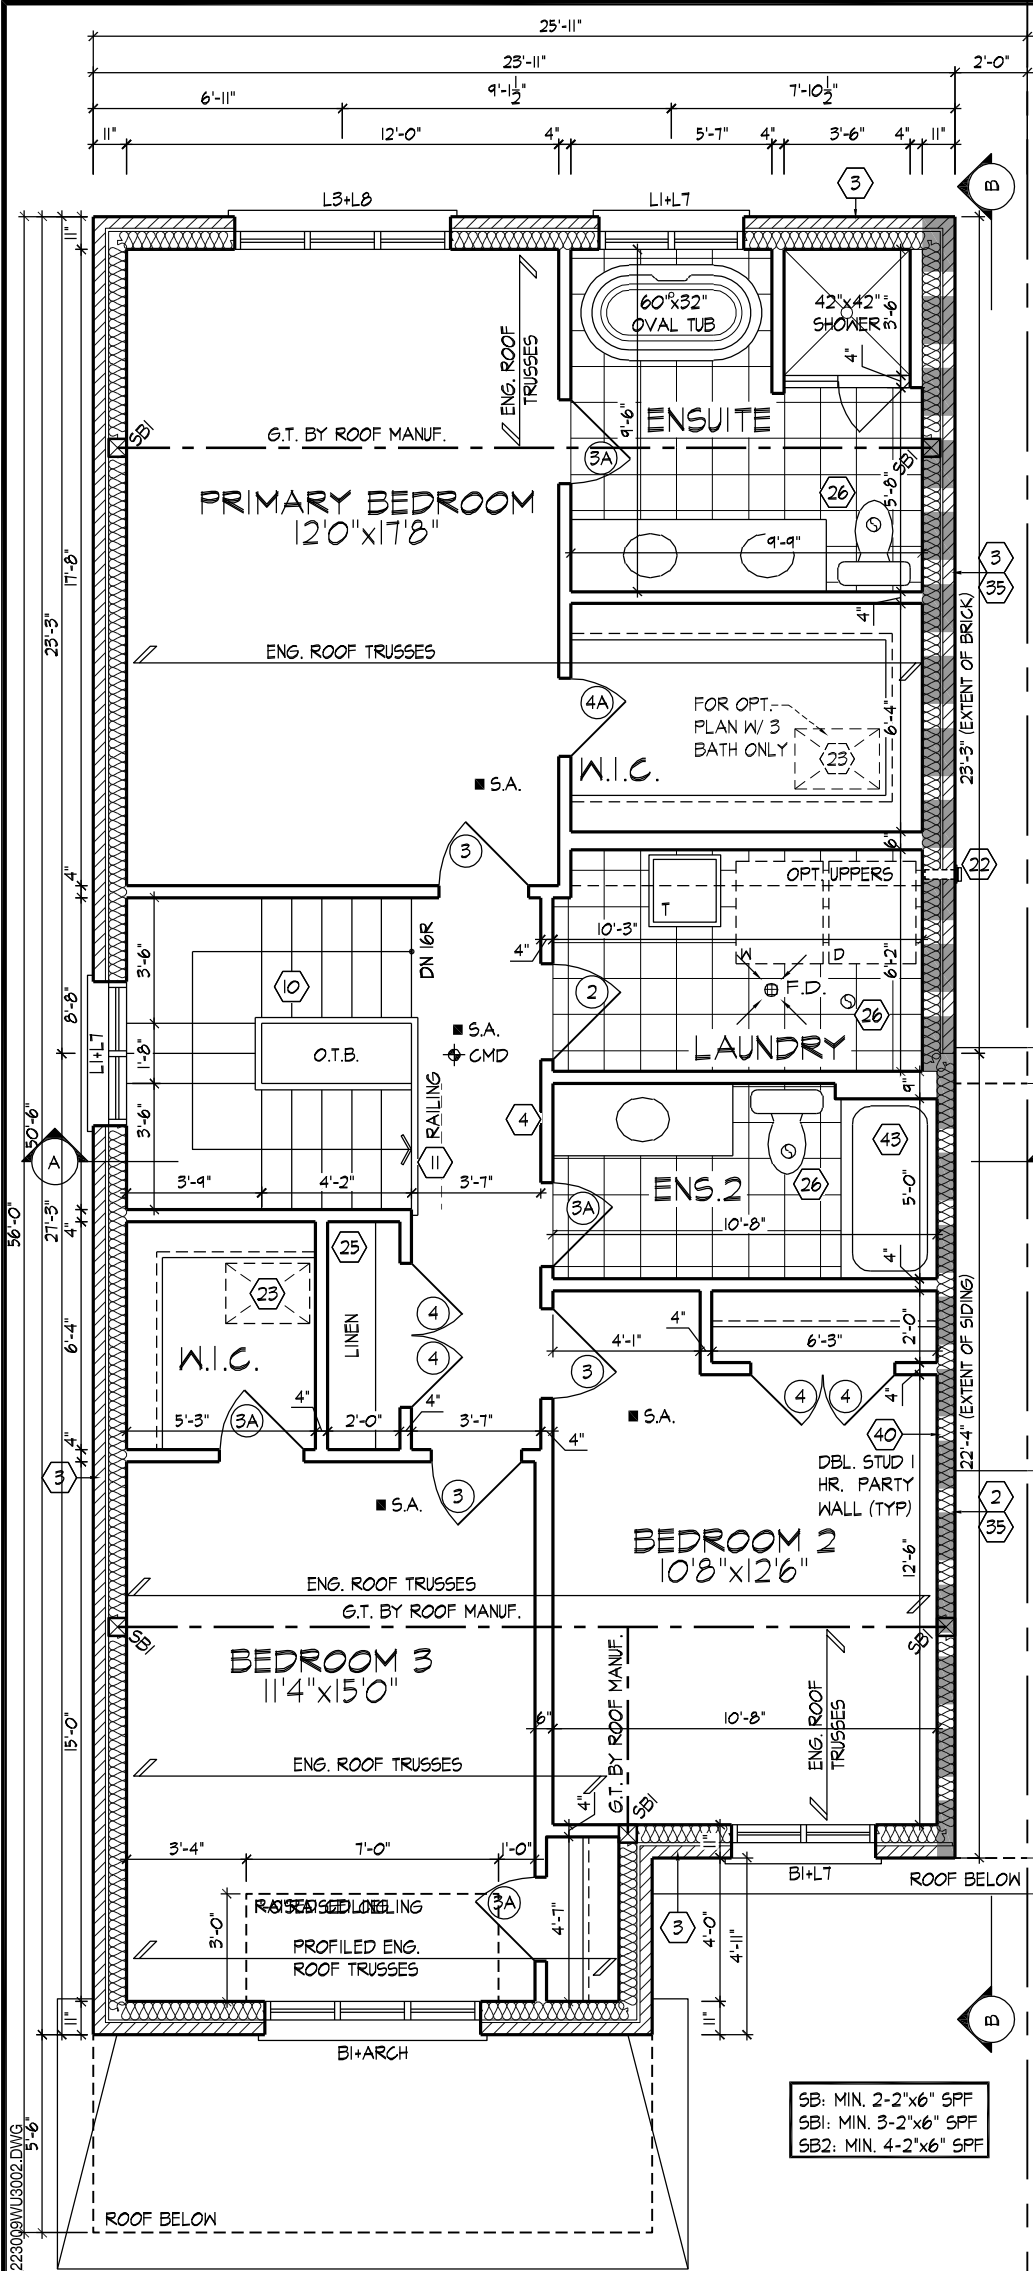 25'-11"
23'-11"
2'-0"
6'-11"
9'-1 1/2"
7'-10 1/2"
11"
12'-0"
4"
5'-7"
4"
3'-6"
4"
11"
L3+L8
L1+L7
3
B
11"
60"x32"
OVAL TUB
42"x42"
SHOWER
3'-6"
4"
ENG. ROOF
TRUSSES
9'-6"
ENSUITE
SB1
G.T. BY ROOF MANUF.
3A
SB1
26
5'-8"
PRIMARY BEDROOM
12'0"x17'8"
9'-9"
3
35
17'-8"
23'-3"
4"
23'-3" (EXTENT OF BRICK)
ENG. ROOF TRUSSES
4A
FOR OPT.
PLAN W/ 3
BATH ONLY
23
6'-4"
W.I.C.
S.A.
3
6"
22
OPT. UPPERS
4"
T
3'-6"
DN 16R
4"
10'-3"
W
D
6'-2"
10
2
F.D.
26
8'-8"
L1+L7
1'-8"
O.T.B.
S.A.
CMD
LAUNDRY
9"
3'-6"
RAILING
4
43
50'-6"
A
11
ENS.2
26
5'-0"
3'-9"
4'-2"
3'-7"
3A
10'-8"
56'-0"
27'-3"
4"
25
4"
23
LINEN
4
4
W.I.C.
6'-4"
4'-1"
4"
6'-3"
2'-0"
3
22'-4" (EXTENT OF SIDING)
5'-3"
3A
4"
2'-0"
4"
3'-7"
4"
S.A.
4
4
4"
40
DBL. STUD 1
HR. PARTY
WALL (TYP)
4"
3
S.A.
3
2
35
BEDROOM 2
10'8"x12'6"
12'-6"
ENG. ROOF TRUSSES
G.T. BY ROOF MANUF.
SB1
SB1
BEDROOM 3
11'4"x15'0"
G.T. BY ROOF MANUF.
ENG. ROOF
TRUSSES
6"
10'-8"
15'-0"
ENG. ROOF TRUSSES
4"
SB1
3'-4"
7'-0"
1'-0"
11"
B1+L7
ROOF BELOW
3A
3'-0"
RAISED CEILING
4'-7"
3
4'-0"
4'-11"
PROFILED ENG.
ROOF TRUSSES
11"
11"
B1+ARCH
B
SB: MIN. 2-2"x6" SPF
SB1: MIN. 3-2"x6" SPF
SB2: MIN. 4-2"x6" SPF
5'-6"
223009WU3002.DWG
ROOF BELOW